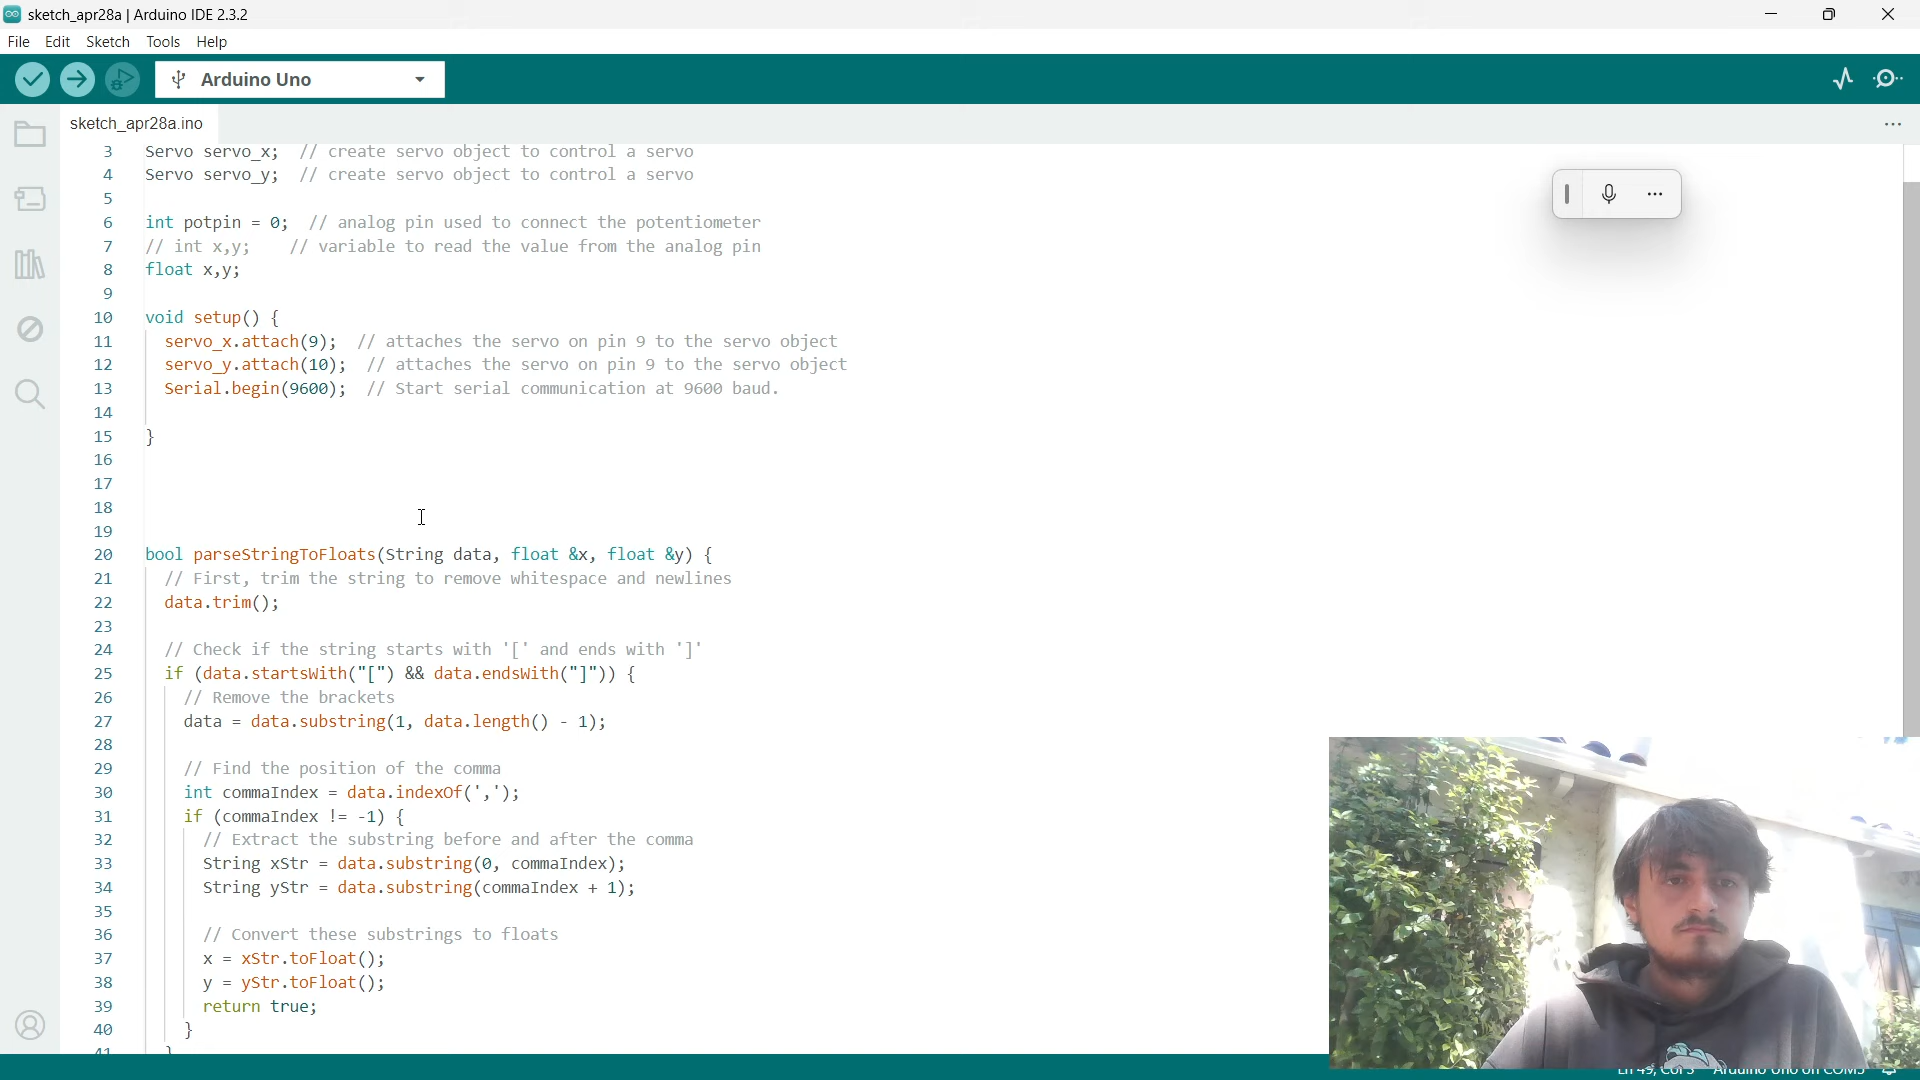 sketch_apr28a | Arduino IDE 2.3.2
File Edit Sketch Tools Help
Arduino Uno
sketch_apr28a.ino
3 Servo servo_x; // create servo object to control a servo
4 Servo servo_y; // create servo object to control a servo
5
6 int potpin = 0; // analog pin used to connect the potentiometer
7 // int x,y; // variable to read the value from the analog pin
8 float x,y;
9
10 void setup() {
11 servo_x.attach(9); // attaches the servo on pin 9 to the servo object
12 servo_y.attach(10); // attaches the servo on pin 9 to the servo object
13 Serial.begin(9600); // Start serial communication at 9600 baud.
14
15 }
16
17
18
19
20 bool parseStringToFloats(String data, float &x, float &y) {
21 // First, trim the string to remove whitespace and newlines
22 data.trim();
23
24 // Check if the string starts with '[' and ends with ']'
25 if (data.startsWith("[") && data.endsWith("]")) {
26 // Remove the brackets
27 data = data.substring(1, data.length() - 1);
28
29 // Find the position of the comma
30 int commaIndex = data.indexOf(',');
31 if (commaIndex != -1) {
32 // Extract the substring before and after the comma
33 String xStr = data.substring(0, commaIndex);
34 String yStr = data.substring(commaIndex + 1);
35
36 // Convert these substrings to floats
37 x = xStr.toFloat();
38 y = yStr.toFloat();
39 return true;
40 }
41 }